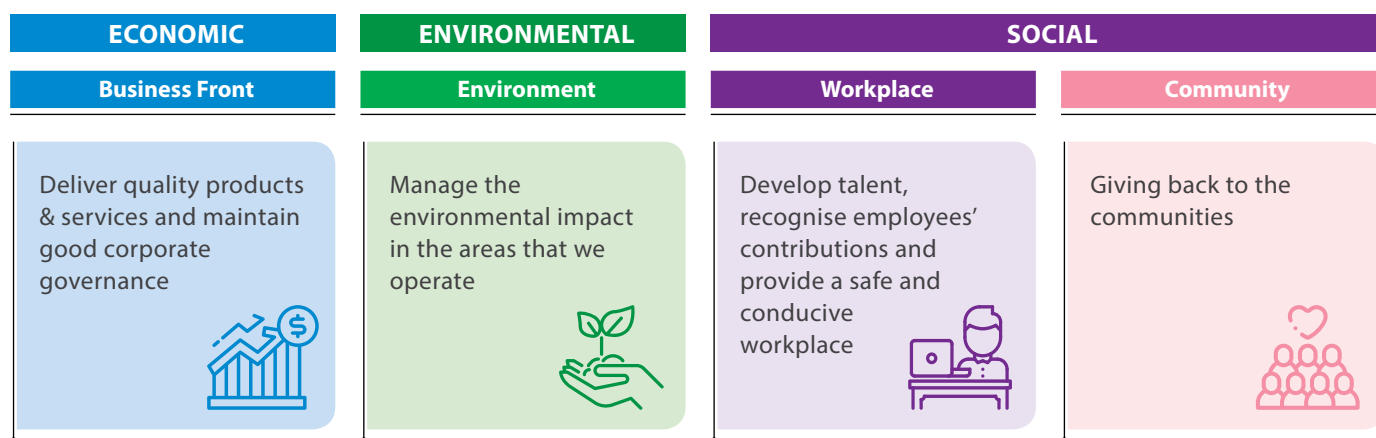 ECONOMIC
ENVIRONMENTAL
SOCIAL
Business Front
Environment
Workplace
Community
Deliver quality products
& services and maintain
good corporate
governance
$
Manage the
environmental impact
in the areas that we
operate
Develop talent,
recognise employees’
contributions and
provide a safe and
conducive
workplace
Giving back to the
communities